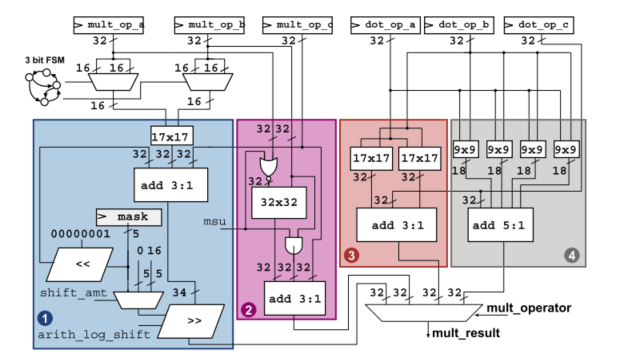 mult_op_a mult_op_b mult_op_c dot_op_a dot_op_b dot_op_c
32 32 32 32 32 32
3 bit FSM
16 16 16 16
16 16
17x17
32 32 32
add 3:1
mask
00000001
5
0 16
<<
5 5
shift_amt
34
>>
1
arith_log_shift
32 32
32
32x32
msu
32 32 32
add 3:1
2
17x17 17x17
32 32
add 3:1
3
9x9 9x9 9x9 9x9
18 18 18 18
32
add 5:1
4
32 32 32 32
mult_operator
mult_result